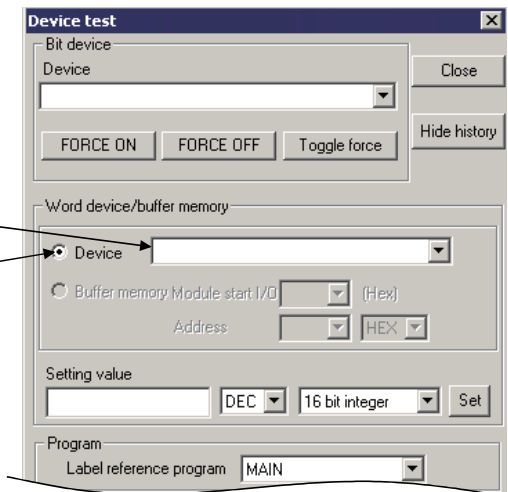 Device test
Bit device
Device
Close
FORCE ON FORCE OFF Toggle force
Hide history
Word device/buffer memory
Device
Buffer memory Module start I/O (Hex)
Address HEX
Setting value
DEC 16 bit integer Set
Program
Label reference program MAIN